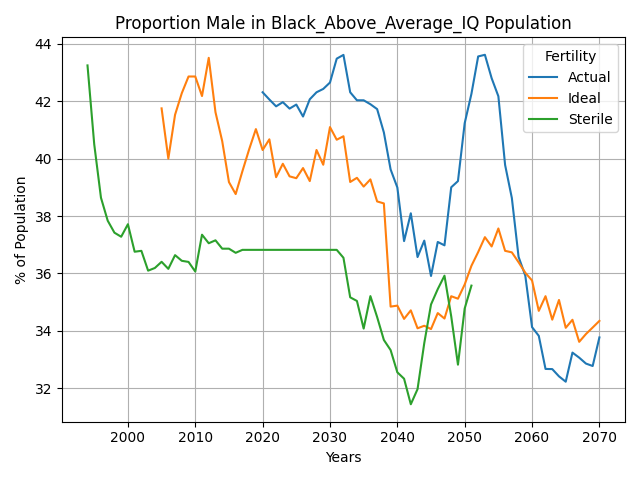 Proportion Male in Black_Above_Average_IQ Population
44
42
40
38
36
34
32
% of Population
Fertility
Actual
Ideal
Sterile
2000
2010
2020
2030
2040
2050
2060
2070
Years